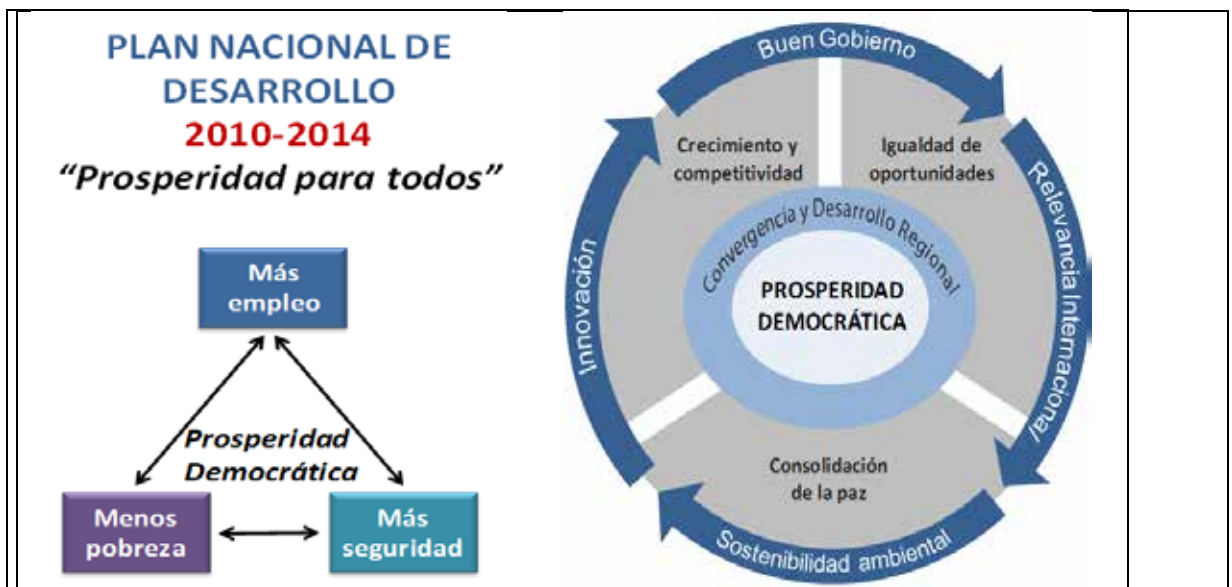 PLAN NACIONAL DE
DESARROLLO
2010-2014
“Prosperidad para todos”
Más
empleo
Prosperidad
Democrática
Menos
pobreza
Más
seguridad
Buen Gobierno
Crecimiento y
competitividad
Igualdad de
oportunidades
Relevancia Internacional
Innovación
Convergencia y Desarrollo Regional
PROSPERIDAD
DEMOCRÁTICA
Consolidación
de la paz
Sostenibilidad ambiental